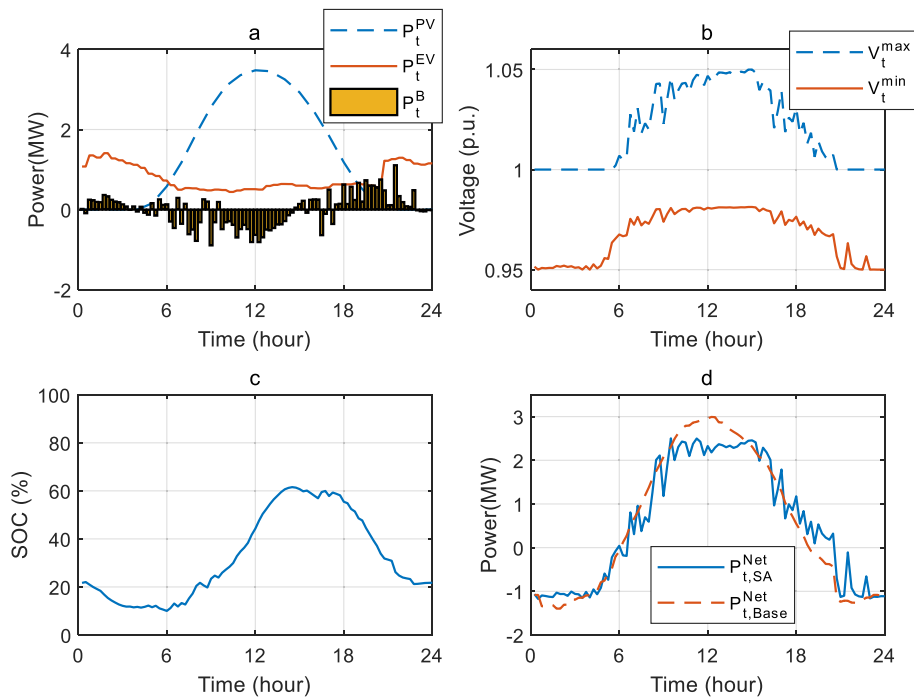 a
P_t^PV
P_t^EV
P_t^B
4
2
0
-2
0
6
12
18
24
Power(MW)
Time (hour)
b
V_t^max
V_t^min
1.05
1
0.95
0
6
12
18
24
Voltage (p.u.)
Time (hour)
c
100
80
60
40
20
0
0
6
12
18
24
SOC (%)
Time (hour)
d
3
2
1
0
-1
-2
0
6
12
18
24
Power(MW)
P_t,SA^Net
P_t,Base^Net
Time (hour)